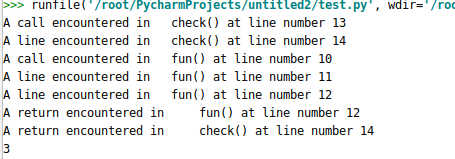 >>> runfile('/root/PycharmProjects/untitled2/test.py', wdir='/roo
A call encountered in   check() at line number 13
A line encountered in   check() at line number 14
A call encountered in   fun() at line number 10
A line encountered in   fun() at line number 11
A line encountered in   fun() at line number 12
A return encountered in     fun() at line number 12
A return encountered in     check() at line number 14
3